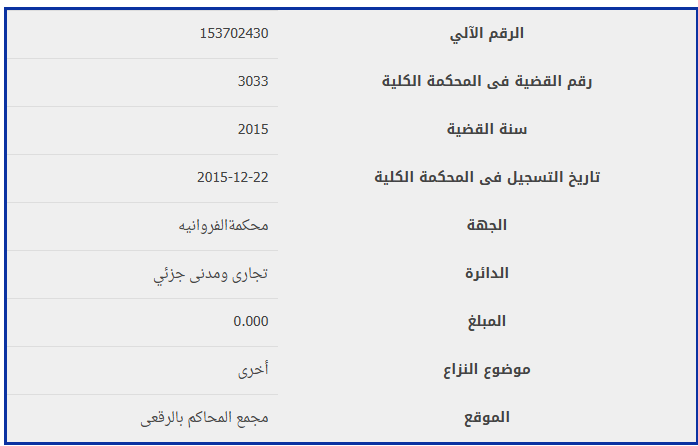 الرقم الآلي 153702430
رقم القضية فى المحكمة الكلية 3033
سنة القضية 2015
تاريخ التسجيل فى المحكمة الكلية 2015-12-22
الجهة محكمةالفروانيه
الدائرة تجارى ومدنى جزئي
المبلغ 0.000
موضوع النزاع أخرى
الموقع مجمع المحاكم بالرقعى